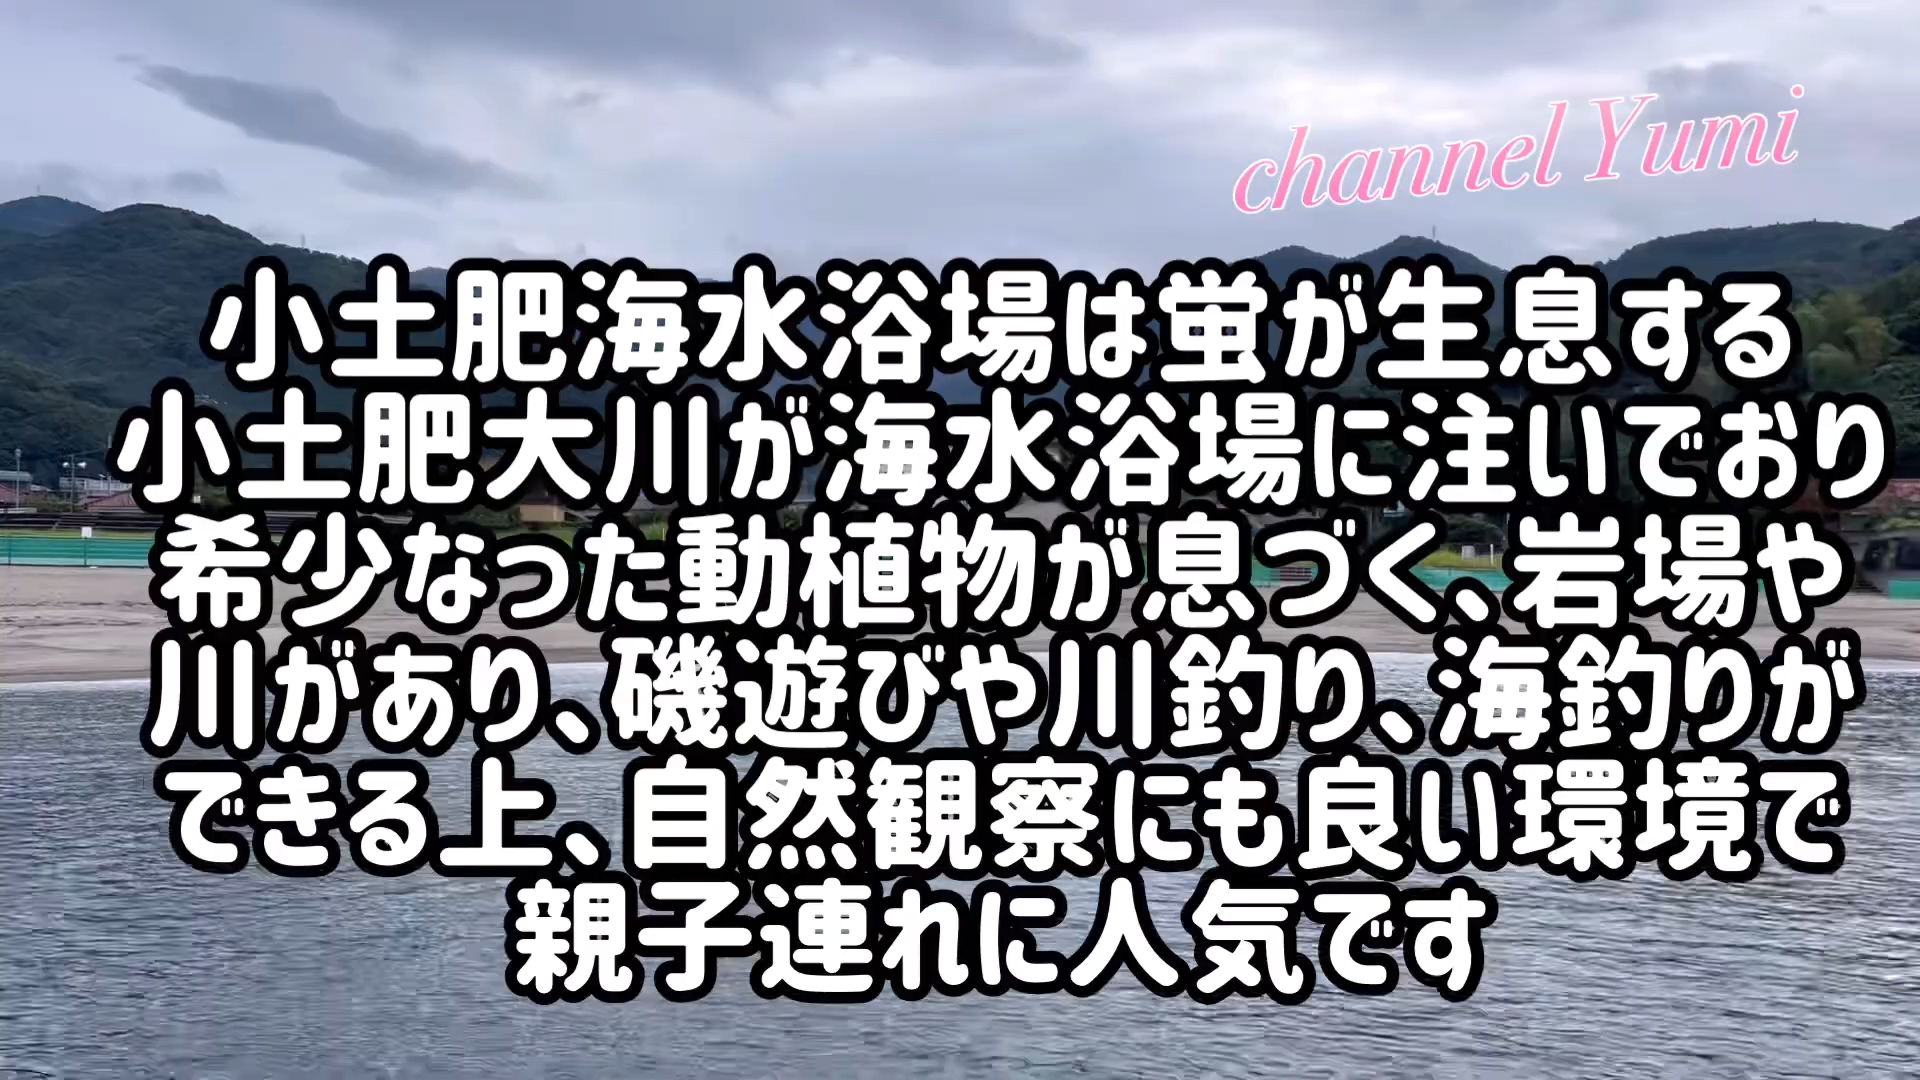 channel Yumi
小土肥海水浴場は蛍が生息する
小土肥大川が海水浴場に注いでおり
希少なった動植物が息づく、岩場や
川があり、磯遊びや川釣り、海釣りが
できる上、自然観察にも良い環境で
親子連れに人気です